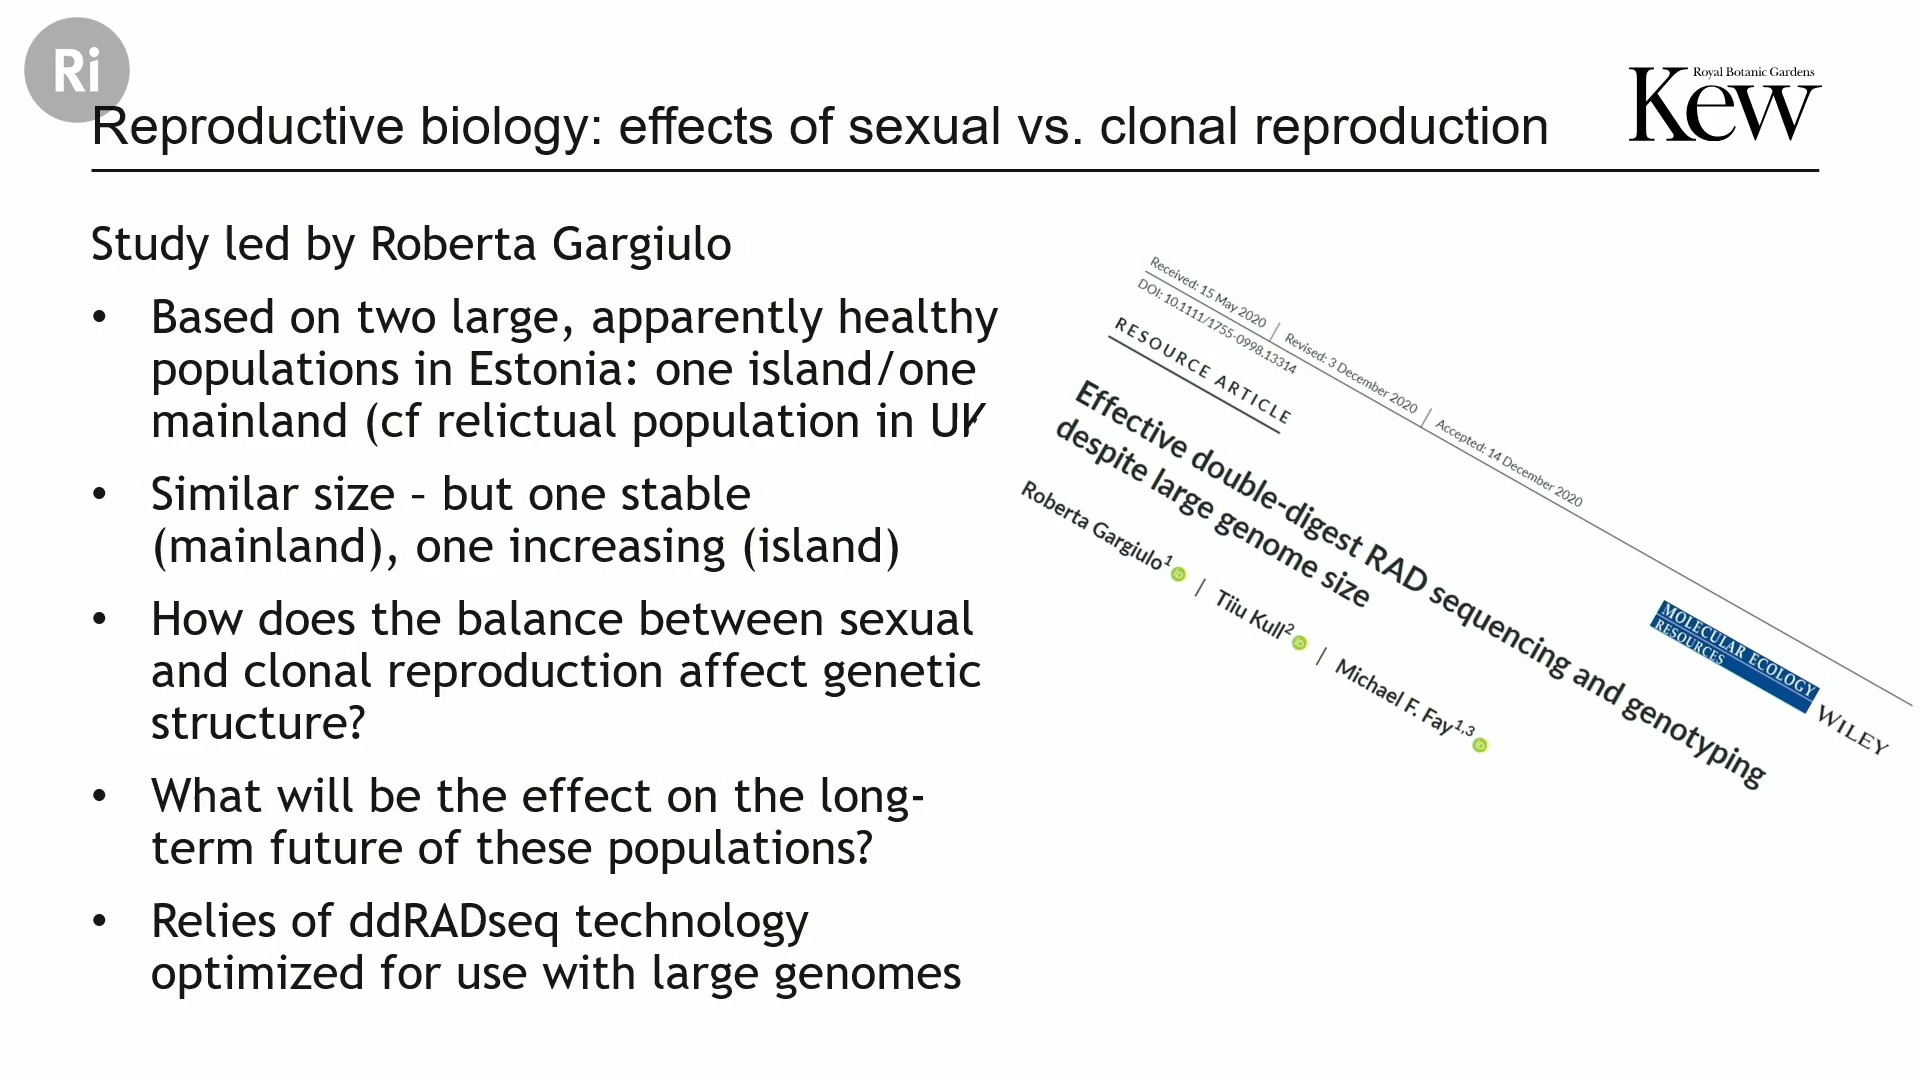 Ri
Royal Botanic Gardens
Kew
Reproductive biology: effects of sexual vs. clonal reproduction
Study led by Roberta Gargiulo
• Based on two large, apparently healthy
populations in Estonia: one island/one
mainland (cf relictual population in UK
• Similar size – but one stable
(mainland), one increasing (island)
• How does the balance between sexual
and clonal reproduction affect genetic
structure?
• What will be the effect on the long-
term future of these populations?
• Relies of ddRADseq technology
optimized for use with large genomes
Received: 15 May 2020 | Revised: 3 December 2020 | Accepted: 14 December 2020
DOI: 10.1111/1755-0998.13314
RESOURCE ARTICLE
MOLECULAR ECOLOGY
RESOURCES
WILEY
Effective double-digest RAD sequencing and genotyping
despite large genome size
Roberta Gargiulo1 iD | Tiiu Kull2 iD | Michael F. Fay1,3 iD